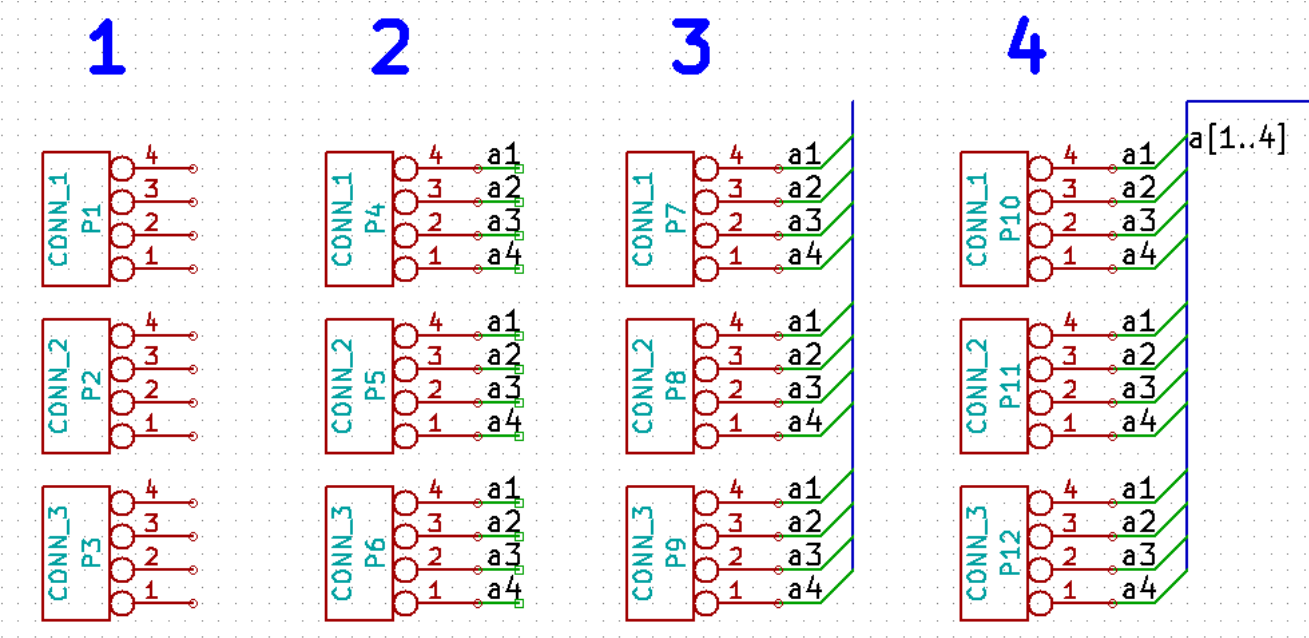 1 2 3 4
a[1..4]
CONN_1 P1 4 3 2 1
CONN_1 P4 4 a1 3 a2 2 a3 1 a4
CONN_1 P7 4 a1 3 a2 2 a3 1 a4
CONN_1 P10 4 a1 3 a2 2 a3 1 a4
CONN_2 P2 4 3 2 1
CONN_2 P5 4 a1 3 a2 2 a3 1 a4
CONN_2 P8 4 a1 3 a2 2 a3 1 a4
CONN_2 P11 4 a1 3 a2 2 a3 1 a4
CONN_3 P3 4 3 2 1
CONN_3 P6 4 a1 3 a2 2 a3 1 a4
CONN_3 P9 4 a1 3 a2 2 a3 1 a4
CONN_3 P12 4 a1 3 a2 2 a3 1 a4